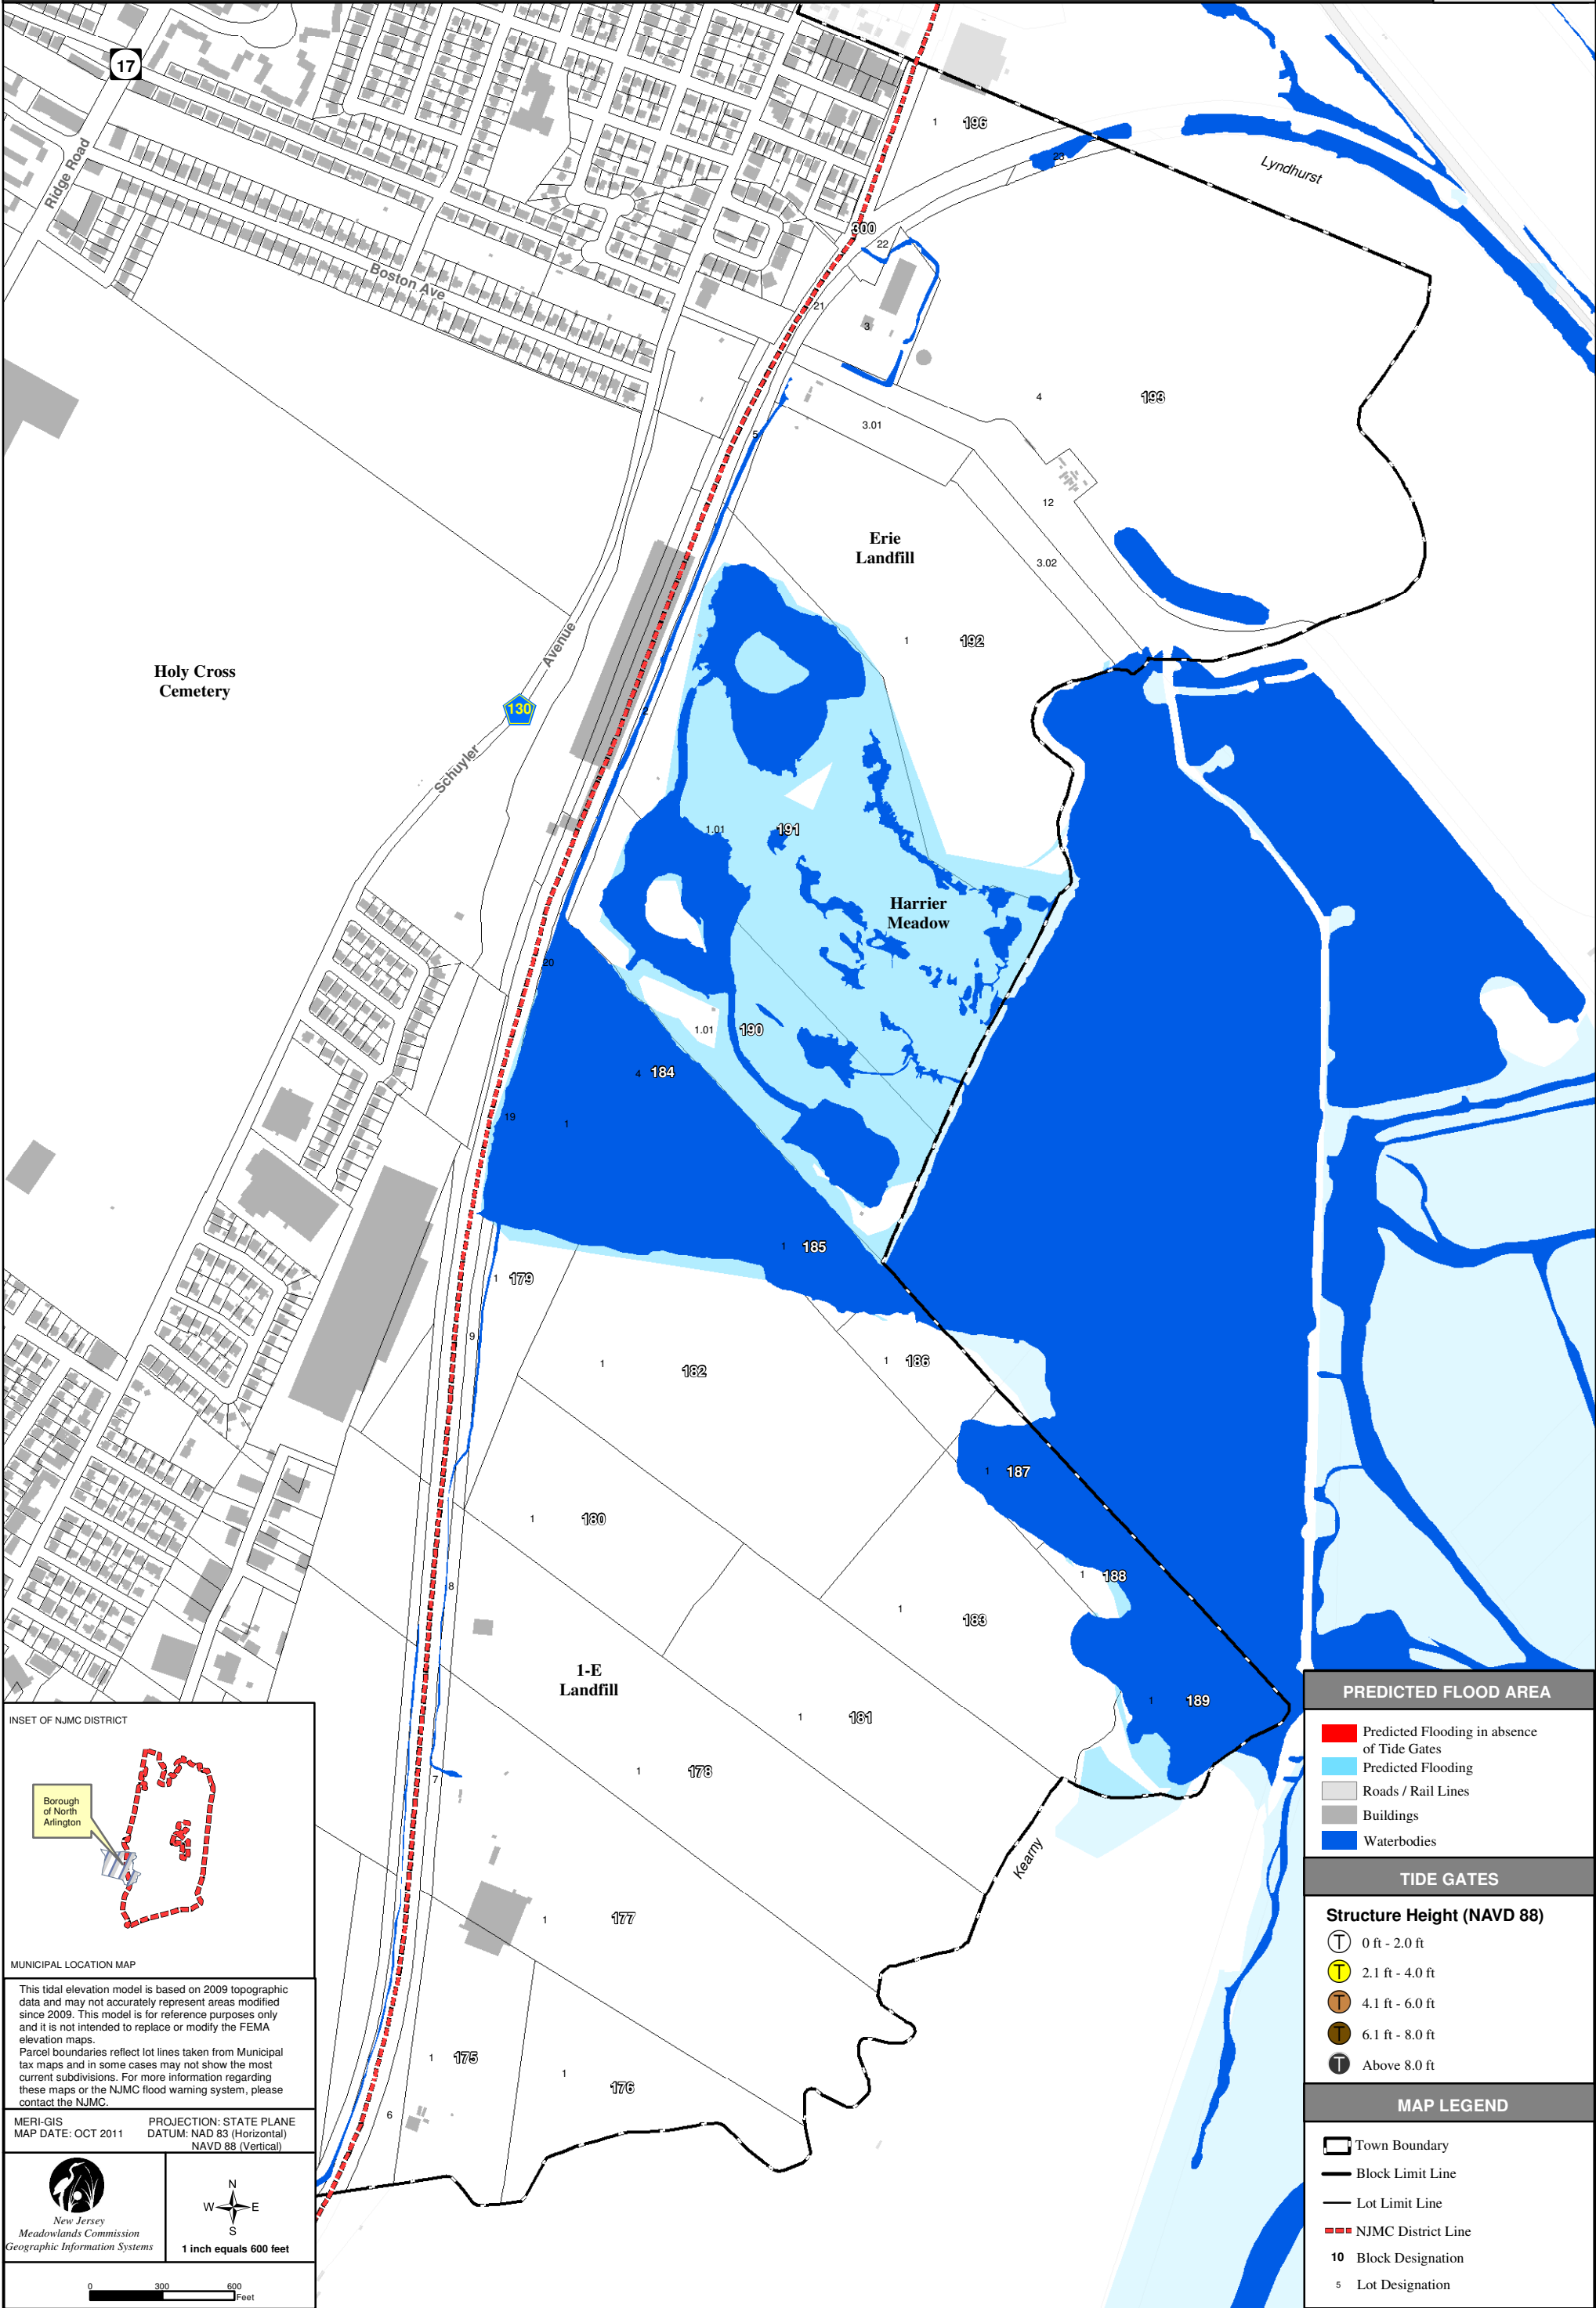 17
Ridge Road
Boston Ave
1 196
23
Lyndhurst
300
22
21
3
4 193
5
3.01
12
Erie
Landfill
3.02
1 192
Holy Cross
Cemetery
Avenue
130
2
Schuyler
1.01 191
Harrier
Meadow
20
1.01 190
4 184
19 1
1 185
1 179
9
1 182
1 186
1 187
1 180
8
1 188
1 183
1-E
Landfill
1 189
1 181
1 178
7
Kearny
1 177
1 175
1 176
6
INSET OF NJMC DISTRICT
Borough
of North
Arlington
MUNICIPAL LOCATION MAP
This tidal elevation model is based on 2009 topographic
data and may not accurately represent areas modified
since 2009. This model is for reference purposes only
and it is not intended to replace or modify the FEMA
elevation maps.
Parcel boundaries reflect lot lines taken from Municipal
tax maps and in some cases may not show the most
current subdivisions. For more information regarding
these maps or the NJMC flood warning system, please
contact the NJMC.
MERI-GIS
MAP DATE: OCT 2011
PROJECTION: STATE PLANE
DATUM: NAD 83 (Horizontal)
NAVD 88 (Vertical)
New Jersey
Meadowlands Commission
Geographic Information Systems
N
W E
S
1 inch equals 600 feet
0 300 600
Feet
PREDICTED FLOOD AREA
Predicted Flooding in absence
of Tide Gates
Predicted Flooding
Roads / Rail Lines
Buildings
Waterbodies
TIDE GATES
Structure Height (NAVD 88)
T 0 ft - 2.0 ft
T 2.1 ft - 4.0 ft
T 4.1 ft - 6.0 ft
T 6.1 ft - 8.0 ft
T Above 8.0 ft
MAP LEGEND
Town Boundary
Block Limit Line
Lot Limit Line
NJMC District Line
10 Block Designation
5 Lot Designation